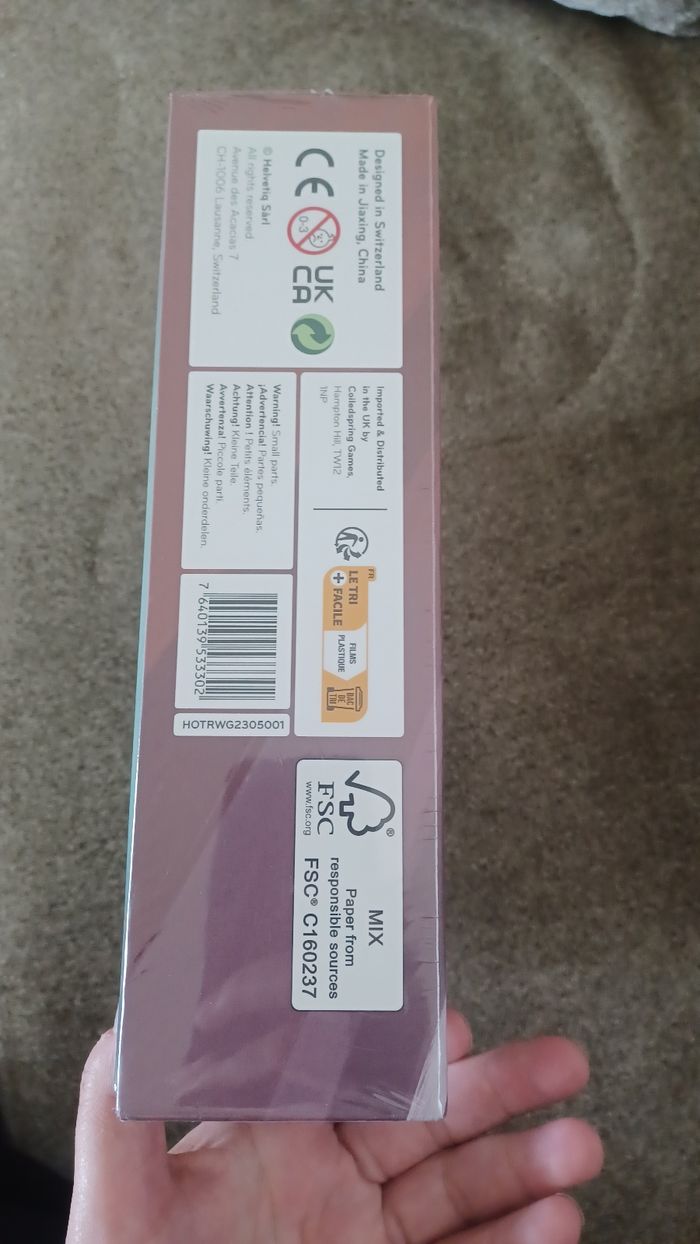 Designed in Switzerland
Made in Jiaxing, China
CE
0-3
UK
CA
© Helvetiq Sàrl
All rights reserved
Avenue des Acacias 7
CH-1006 Lausanne, Switzerland
Imported & Distributed
in the UK by
Coiledspring Games,
Hampton Hill, TW12
1NP
FR
LE TRI
+ FACILE
FILMS
PLASTIQUE
BAC
DE
TRI
Warning! Small parts.
¡Advertencia! Partes pequeñas.
Attention ! Petits éléments.
Achtung! Kleine Teile.
Avvertenza! Piccole parti.
Waarschuwing! Kleine onderdelen.
7 640139 533302
HOTRWG2305001
®
FSC
www.fsc.org
MIX
Paper from
responsible sources
FSC® C160237